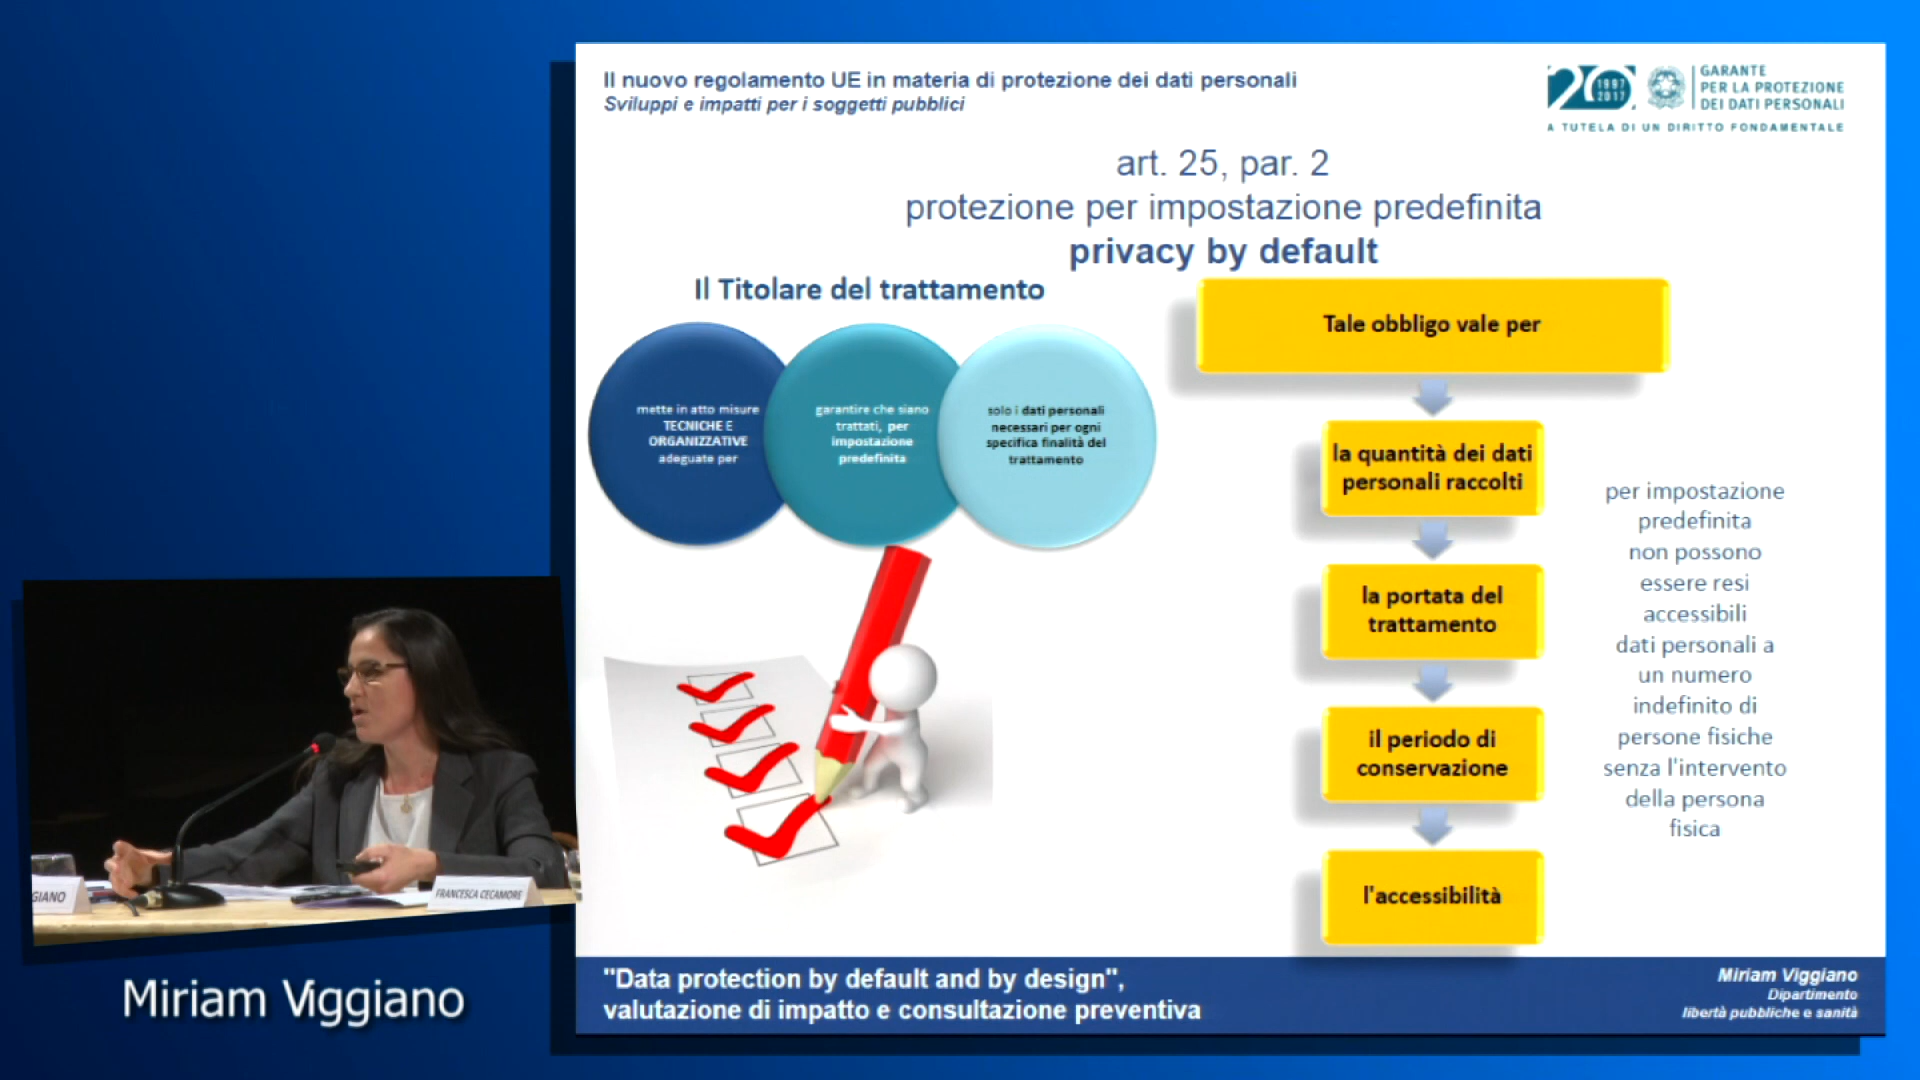 Il nuovo regolamento UE in materia di protezione dei dati personali
Sviluppi e impatti per i soggetti pubblici
20
1997
2017
GARANTE
PER LA PROTEZIONE
DEI DATI PERSONALI
A TUTELA DI UN DIRITTO FONDAMENTALE
art. 25, par. 2
protezione per impostazione predefinita
privacy by default
Il Titolare del trattamento
mette in atto misure
TECNICHE E
ORGANIZZATIVE
adeguate per
garantire che siano
trattati, per
impostazione
predefinita
solo i dati personali
necessari per ogni
specifica finalità del
trattamento
Tale obbligo vale per
la quantità dei dati
personali raccolti
la portata del
trattamento
il periodo di
conservazione
l'accessibilità
per impostazione
predefinita
non possono
essere resi
accessibili
dati personali a
un numero
indefinito di
persone fisiche
senza l'intervento
della persona
fisica
GIANO
FRANCESCA CECAMORE
Miriam Viggiano
"Data protection by default and by design",
valutazione di impatto e consultazione preventiva
Miriam Viggiano
Dipartimento
libertà pubbliche e sanità